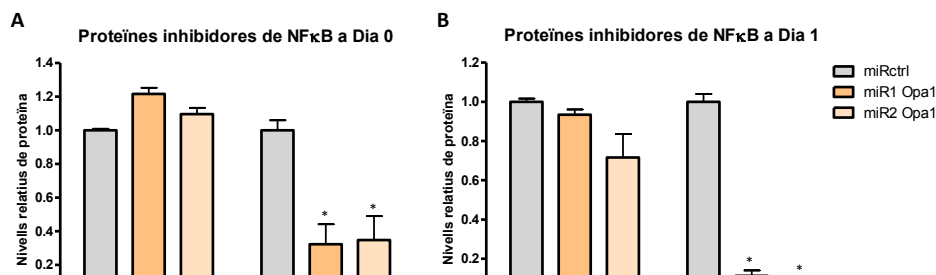 A
Proteïnes inhibidores de NFκB a Dia 0
Nivells relatius de proteïna
1.4
1.2
1.0
0.8
0.6
0.4
0.2
*
*
B
Proteïnes inhibidores de NFκB a Dia 1
Nivells relatius de proteïna
1.2
1.0
0.8
0.6
0.4
0.2
*
*
miRctrl
miR1 Opa1
miR2 Opa1